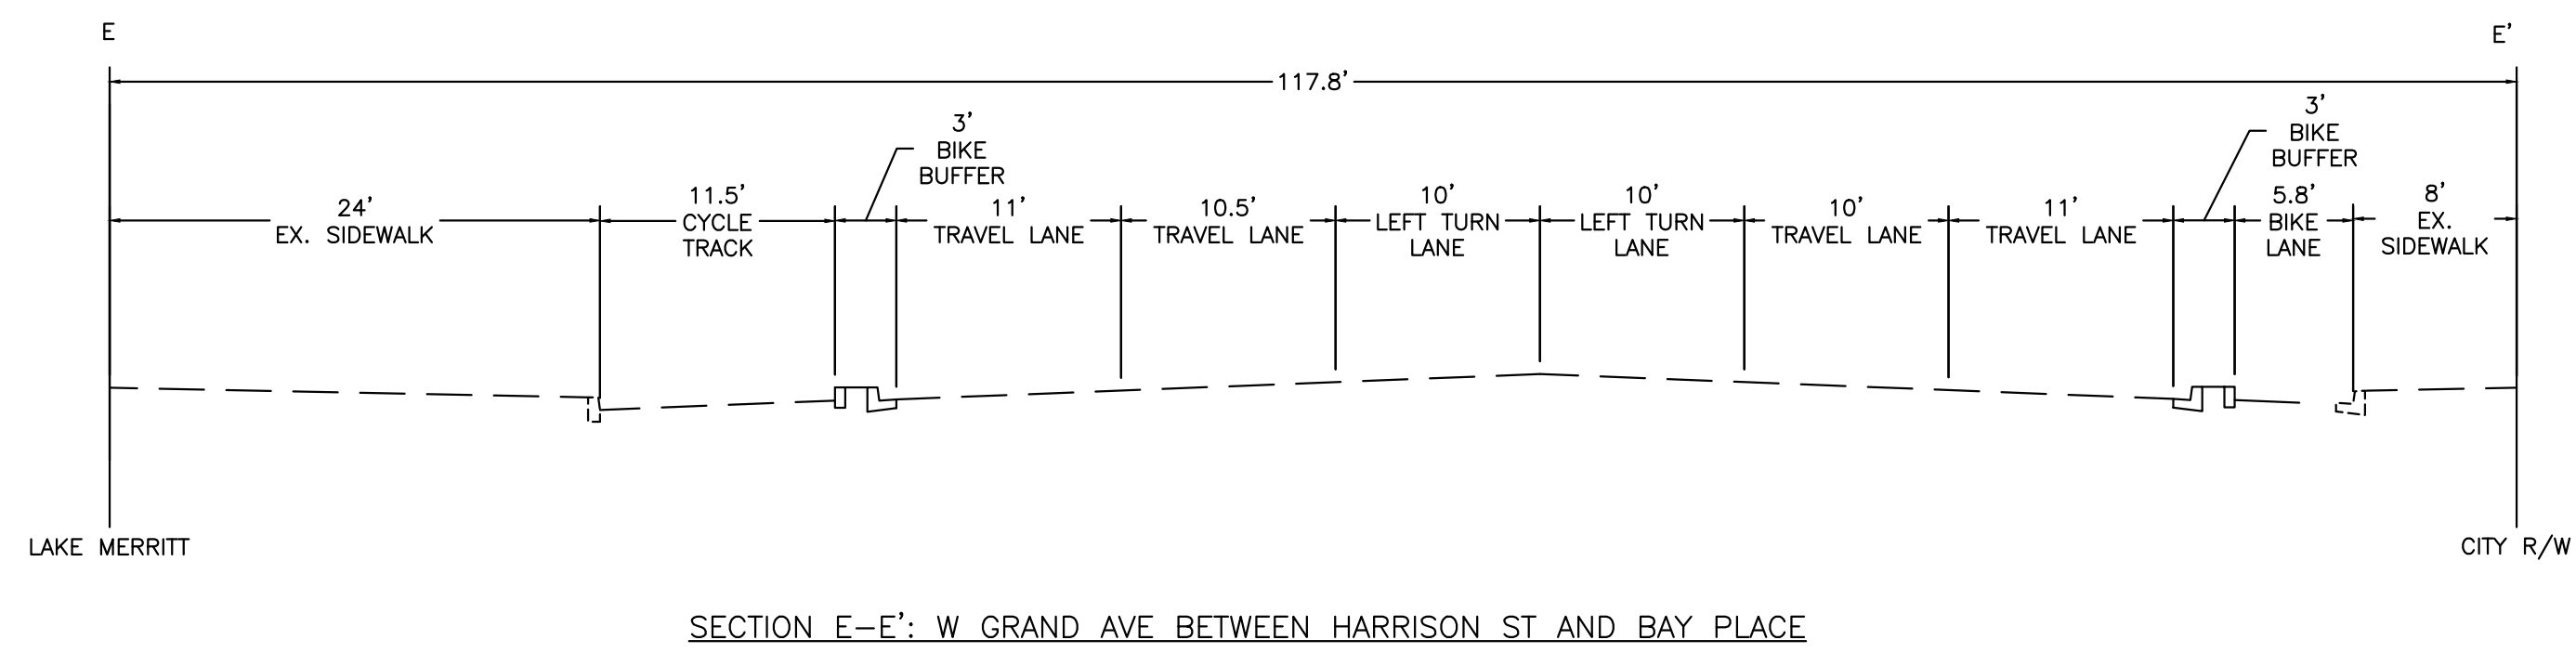 E
E'
117.8'
24'
EX. SIDEWALK
11.5'
CYCLE
TRACK
3'
BIKE
BUFFER
11'
TRAVEL LANE
10.5'
TRAVEL LANE
10'
LEFT TURN
LANE
10'
LEFT TURN
LANE
10'
TRAVEL LANE
11'
TRAVEL LANE
3'
BIKE
BUFFER
5.8'
BIKE
LANE
8'
EX.
SIDEWALK
LAKE MERRITT
CITY R/W
SECTION E-E': W GRAND AVE BETWEEN HARRISON ST AND BAY PLACE